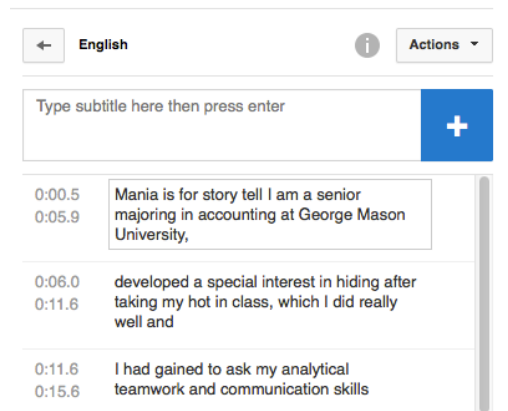 English
Actions
Type subtitle here then press enter
0:00.5 Mania is for story tell I am a senior
0:05.9 majoring in accounting at George Mason
University,
0:06.0 developed a special interest in hiding after
0:11.6 taking my hot in class, which I did really
well and
0:11.6 I had gained to ask my analytical
0:15.6 teamwork and communication skills